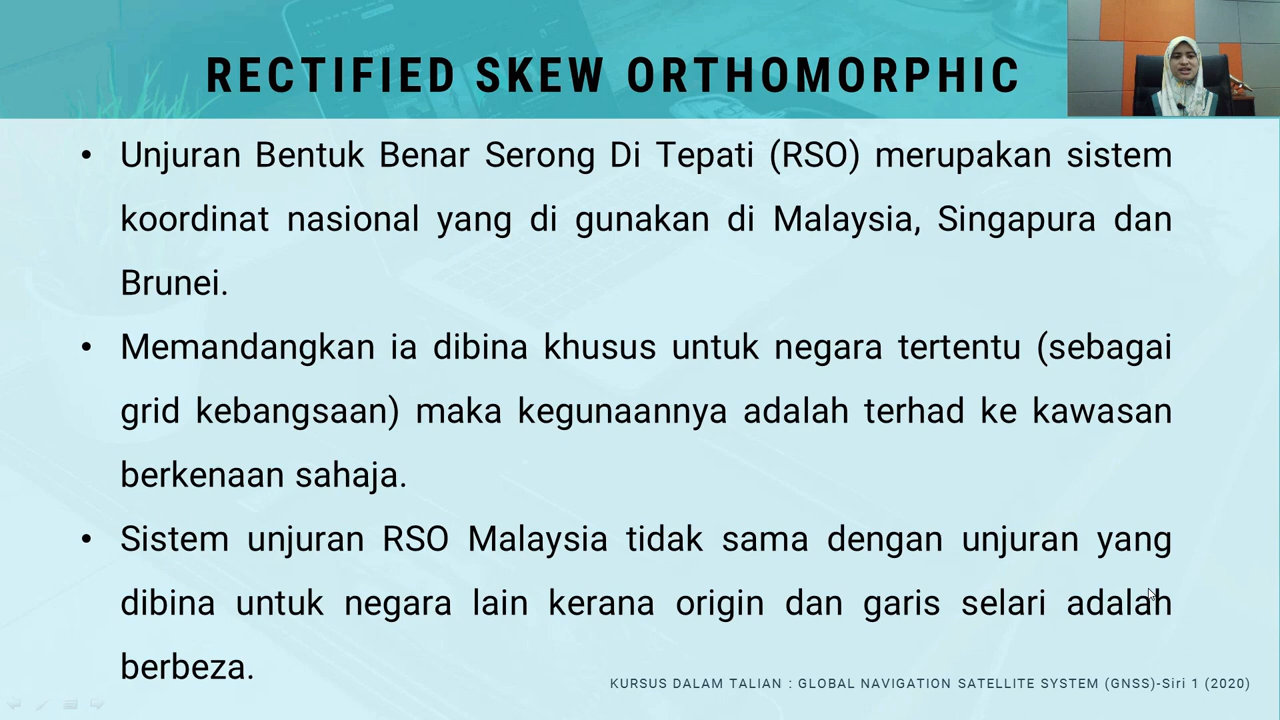 RECTIFIED SKEW ORTHOMORPHIC
• Unjuran Bentuk Benar Serong Di Tepati (RSO) merupakan sistem
koordinat nasional yang di gunakan di Malaysia, Singapura dan
Brunei.
• Memandangkan ia dibina khusus untuk negara tertentu (sebagai
grid kebangsaan) maka kegunaannya adalah terhad ke kawasan
berkenaan sahaja.
• Sistem unjuran RSO Malaysia tidak sama dengan unjuran yang
dibina untuk negara lain kerana origin dan garis selari adalah
berbeza.
KURSUS DALAM TALIAN : GLOBAL NAVIGATION SATELLITE SYSTEM (GNSS)-Siri 1 (2020)